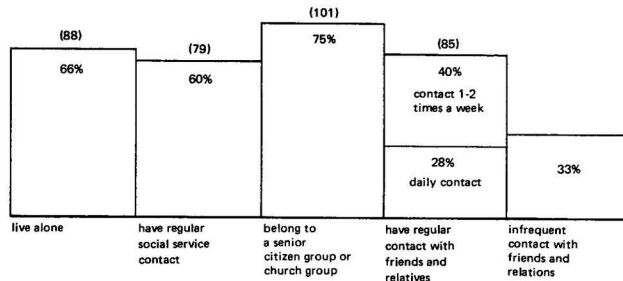 (88)
66%
(79)
60%
(101)
75%
(85)
40%
contact 1-2
times a week
28%
daily contact
33%
live alone
have regular
social service
contact
belong to
a senior
citizen group or
church group
have regular
contact with
friends and
relatives
infrequent
contact with
friends and
relations